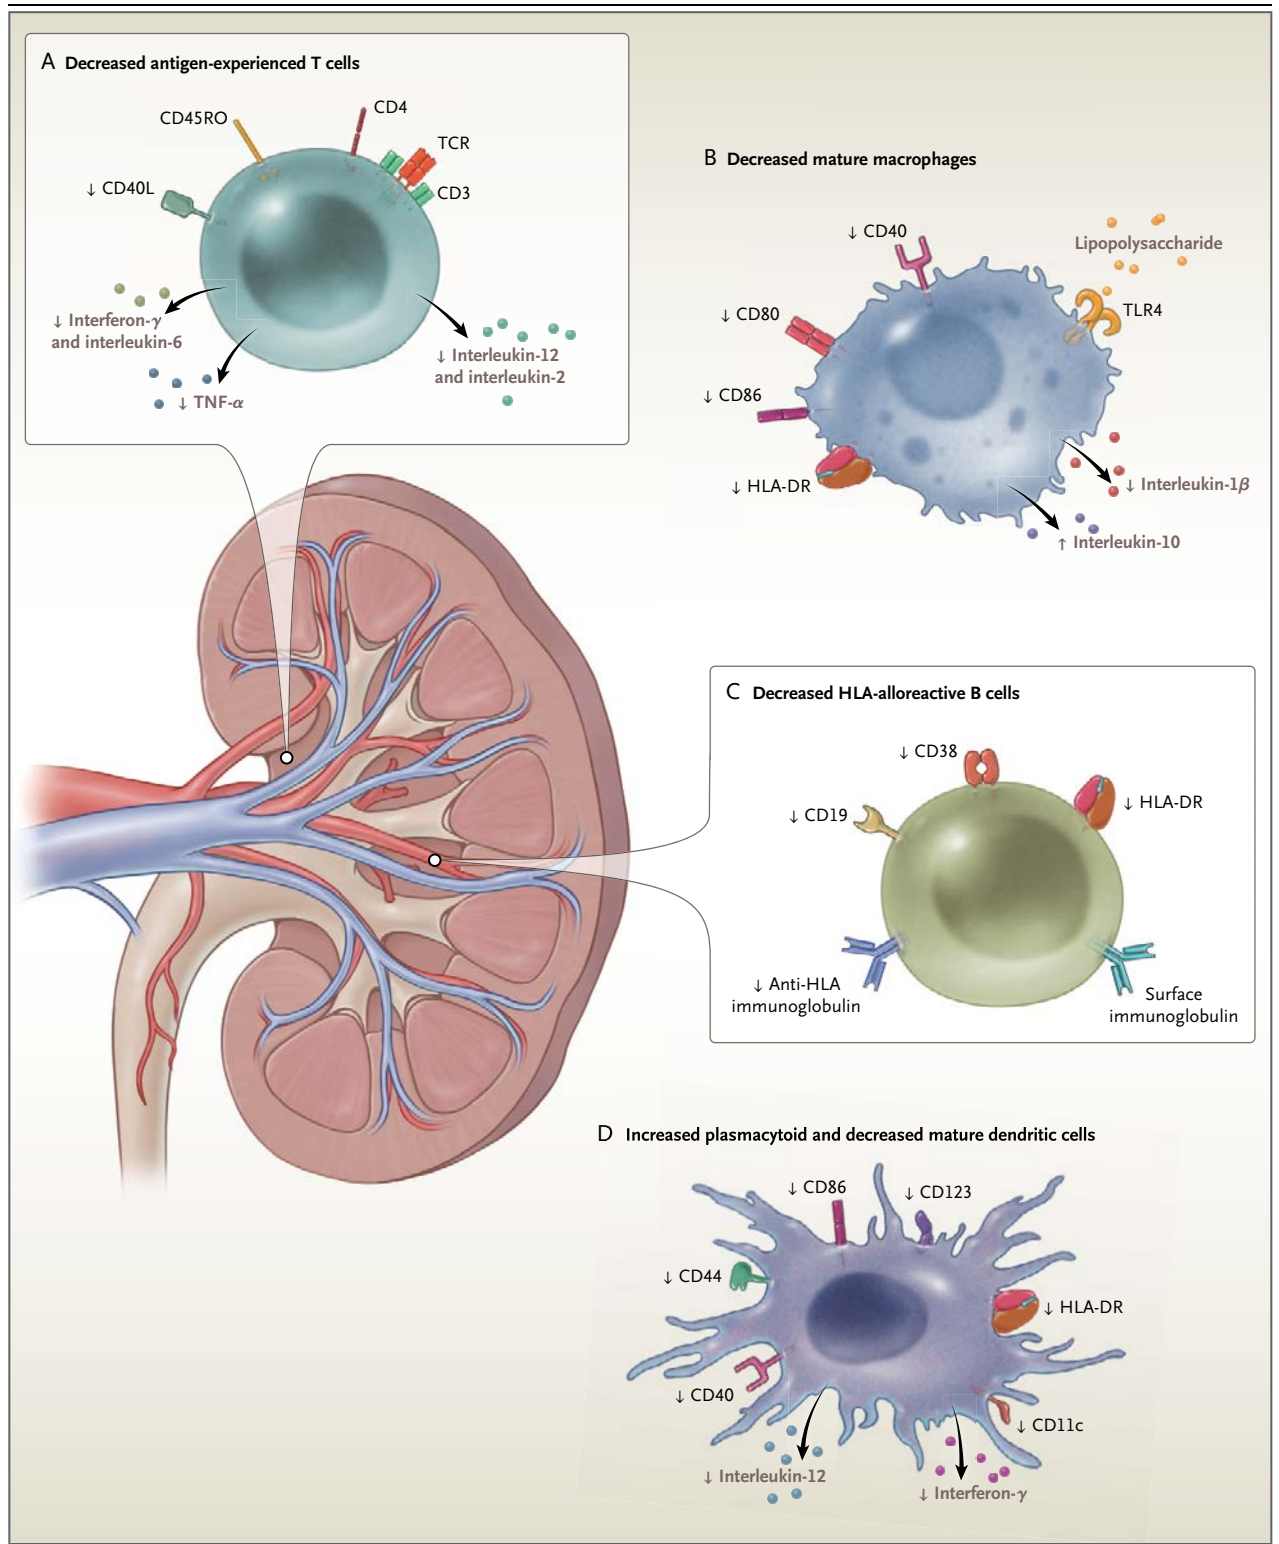 A Decreased antigen-experienced T cells
CD45RO
CD4
TCR
↓ CD40L
CD3
↓ Interferon-γ
and interleukin-6
↓ TNF-α
↓ Interleukin-12
and interleukin-2
B Decreased mature macrophages
↓ CD40
Lipopolysaccharide
↓ CD80
TLR4
↓ CD86
↓ HLA-DR
↓ Interleukin-1β
↑ Interleukin-10
C Decreased HLA-alloreactive B cells
↓ CD38
↓ CD19
↓ HLA-DR
↓ Anti-HLA
immunoglobulin
Surface
immunoglobulin
D Increased plasmacytoid and decreased mature dendritic cells
↓ CD86
↓ CD123
↓ CD44
↓ HLA-DR
↓ CD40
↓ CD11c
↓ Interleukin-12
↓ Interferon-γ